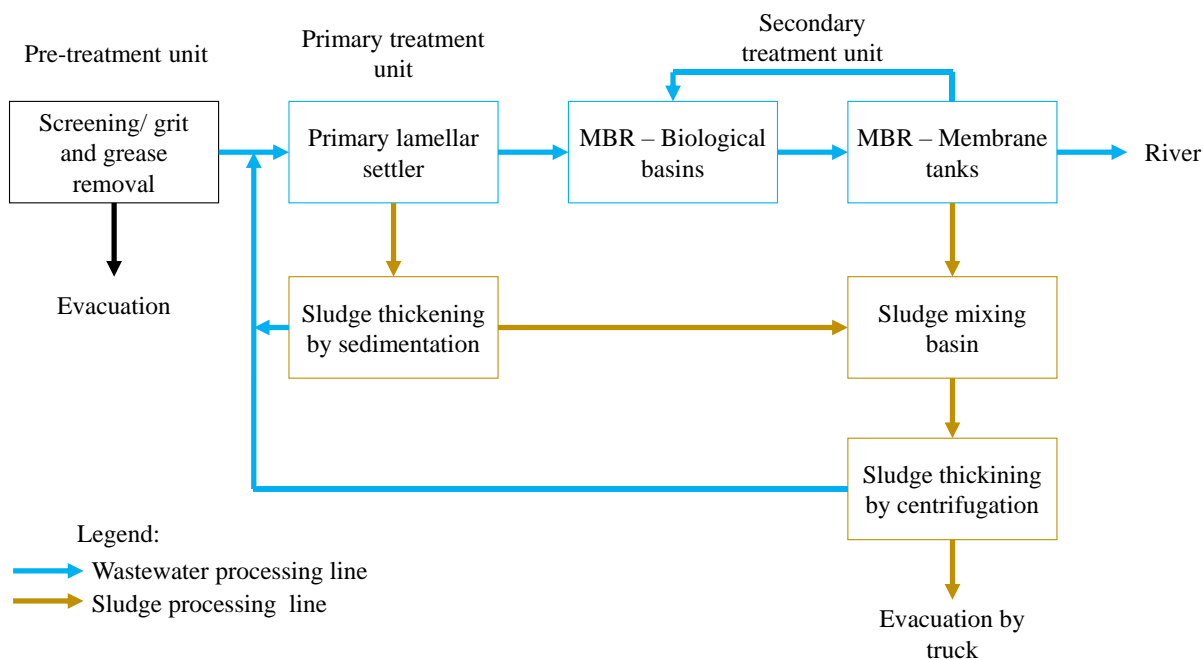 Pre-treatment unit
Primary treatment
unit
Secondary
treatment unit
Screening/ grit
and grease
removal
Primary lamellar
settler
MBR – Biological
basins
MBR – Membrane
tanks
River
Evacuation
Sludge thickening
by sedimentation
Sludge mixing
basin
Sludge thickining
by centrifugation
Legend:
Wastewater processing line
Sludge processing line
Evacuation by
truck